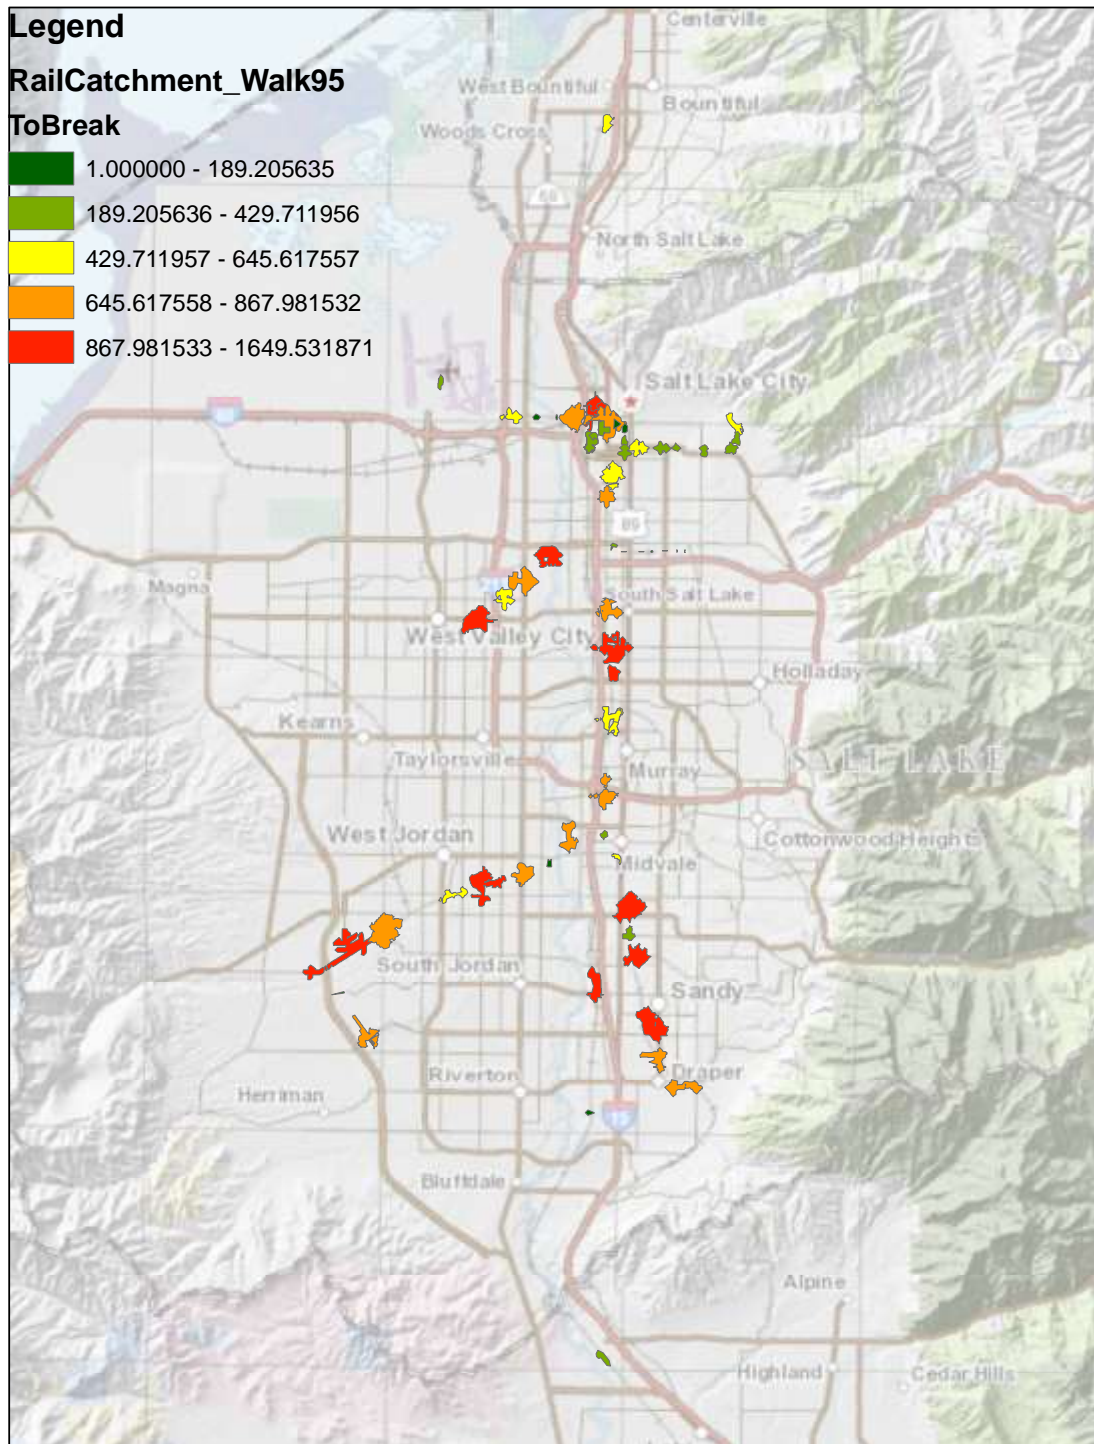 Legend
RailCatchment_Walk95
ToBreak
1.000000 - 189.205635
189.205636 - 429.711956
429.711957 - 645.617557
645.617558 - 867.981532
867.981533 - 1649.531871
Centerville
West Bountiful
Bountiful
Woods Cross
68
North Salt Lake
Salt Lake City
89
Magna
South Salt Lake
West Valley City
Holladay
Kearns
Taylorsville
SALT LAKE
Murray
West Jordan
Cottonwood Heights
Midvale
South Jordan
Sandy
Riverton
Draper
Herriman
15
Bluffdale
Alpine
Highland
Cedar Hills